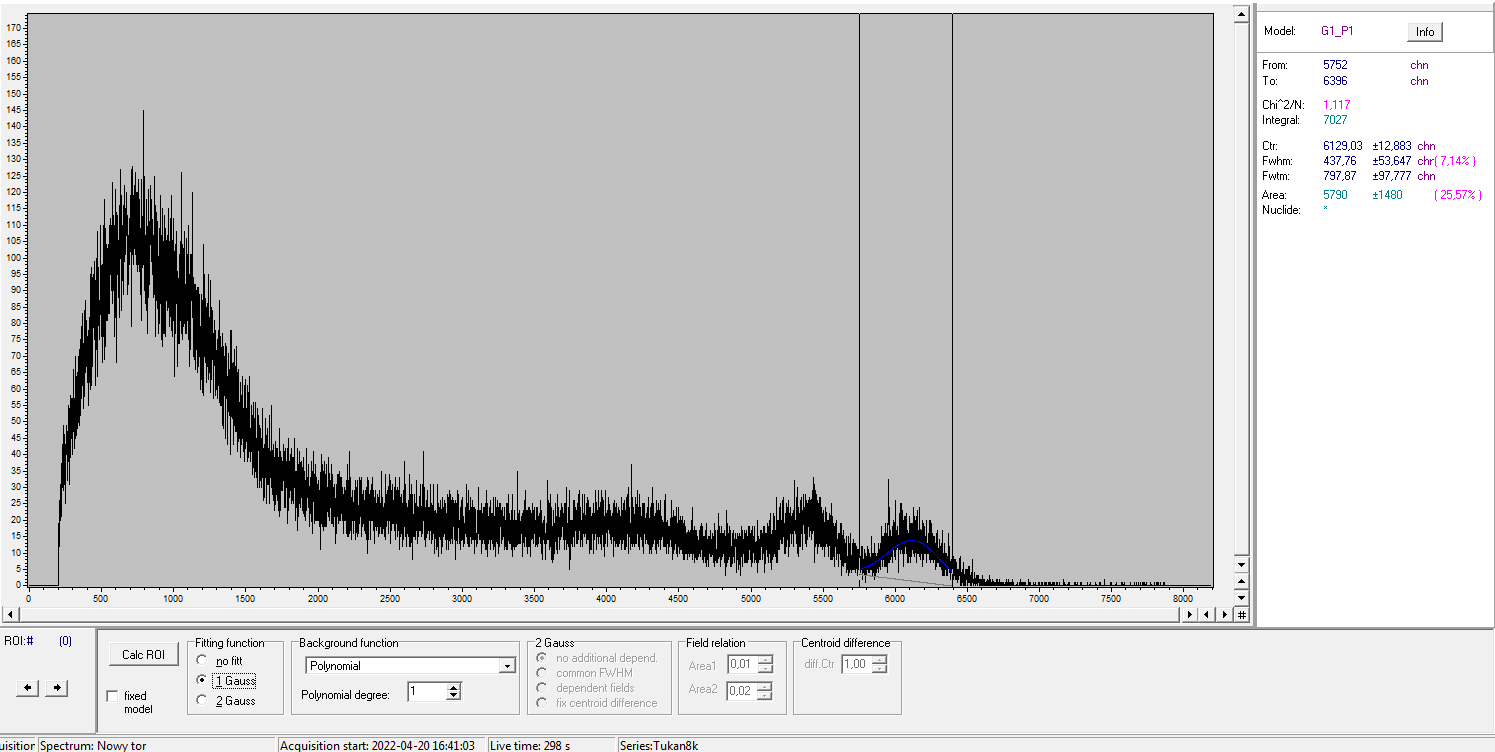 170
165
160
155
150
145
140
135
130
125
120
115
110
105
100
95
90
85
80
75
70
65
60
55
50
45
40
35
30
25
20
15
10
5
0
0 500 1000 1500 2000 2500 3000 3500 4000 4500 5000 5500 6000 6500 7000 7500 8000
#
Model: G1_P1 Info
From: 5752 chn
To: 6396 chn
Chi^2/N: 1,117
Integral: 7027
Ctr: 6129,03 ±12,883 chn
Fwhm: 437,76 ±53,647 chr( 7,14% )
Fwtm: 797,87 ±97,777 chn
Area: 5790 ±1480 ( 25,57% )
Nuclide: *
ROI:# (0)
Calc ROI
fixed
model
Fitting function
no fitt
1 Gauss
2 Gauss
Background function
Polynomial
Polynomial degree: 1
2 Gauss
no additional depend.
common FWHM
dependent fields
fix centroid difference
Field relation
Area1 0,01
Area2 0,02
Centroid difference
diff.Ctr 1,00
uisition Spectrum: Nowy tor Acquisition start: 2022-04-20 16:41:03 Live time: 298 s Series:Tukan8k